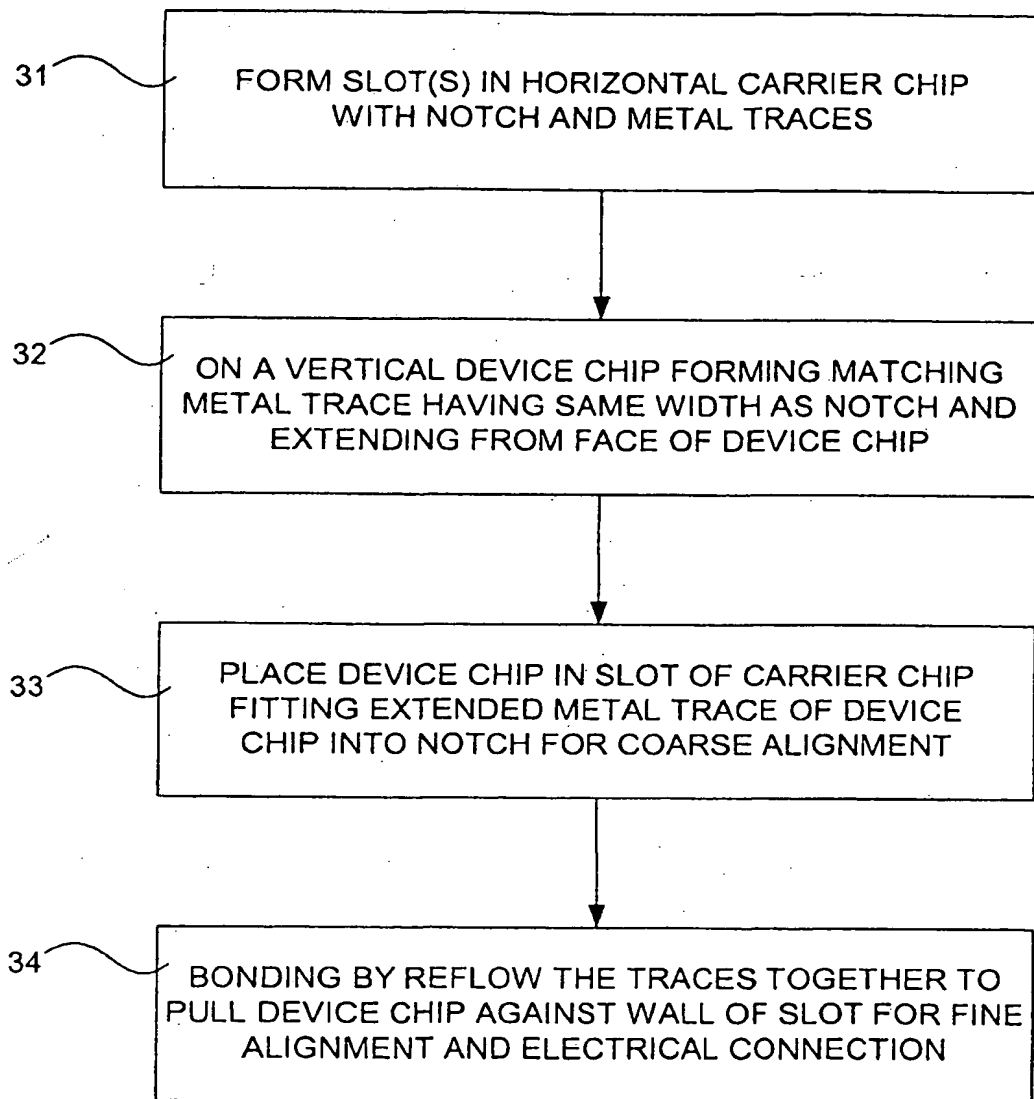 31
FORM SLOT(S) IN HORIZONTAL CARRIER CHIP
WITH NOTCH AND METAL TRACES
32
ON A VERTICAL DEVICE CHIP FORMING MATCHING
METAL TRACE HAVING SAME WIDTH AS NOTCH AND
EXTENDING FROM FACE OF DEVICE CHIP
33
PLACE DEVICE CHIP IN SLOT OF CARRIER CHIP
FITTING EXTENDED METAL TRACE OF DEVICE
CHIP INTO NOTCH FOR COARSE ALIGNMENT
34
BONDING BY REFLOW THE TRACES TOGETHER TO
PULL DEVICE CHIP AGAINST WALL OF SLOT FOR FINE
ALIGNMENT AND ELECTRICAL CONNECTION